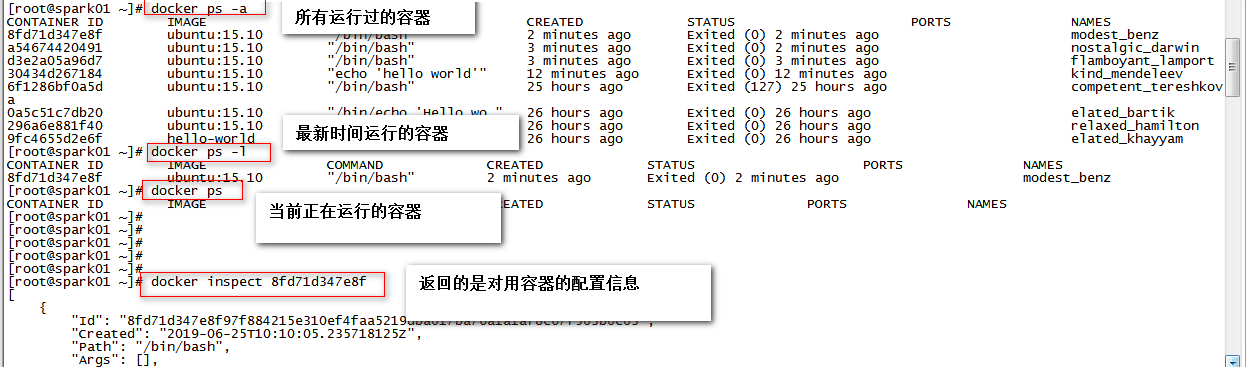 [root@spark01 ~]# docker ps -a
所有运行过的容器
CONTAINER ID IMAGE CREATED STATUS PORTS NAMES
8fd71d347e8f ubuntu:15.10 "/bin/bash" 2 minutes ago Exited (0) 2 minutes ago modest_benz
a54674420491 ubuntu:15.10 "/bin/bash" 3 minutes ago Exited (0) 2 minutes ago nostalgic_darwin
d3e2a05a96d7 ubuntu:15.10 "/bin/bash" 3 minutes ago Exited (0) 3 minutes ago flamboyant_lamport
30434d267184 ubuntu:15.10 "echo 'hello world'" 12 minutes ago Exited (0) 12 minutes ago kind_mendeleev
6f1286bf0a5d ubuntu:15.10 "/bin/bash" 25 hours ago Exited (127) 25 hours ago competent_tereshkov
a
0a5c51c7db20 ubuntu:15.10 "/bin/echo 'Hello wo…" 26 hours ago Exited (0) 26 hours ago elated_bartik
296a6e881f40 ubuntu:15.10 26 hours ago Exited (0) 26 hours ago relaxed_hamilton
9fc4655d2e6f hello-world 26 hours ago Exited (0) 26 hours ago elated_khayyam
最新时间运行的容器
[root@spark01 ~]# docker ps -l
CONTAINER ID IMAGE COMMAND CREATED STATUS PORTS NAMES
8fd71d347e8f ubuntu:15.10 "/bin/bash" 2 minutes ago Exited (0) 2 minutes ago modest_benz
[root@spark01 ~]# docker ps
CONTAINER ID IMAGE REATED STATUS PORTS NAMES
当前正在运行的容器
[root@spark01 ~]#
[root@spark01 ~]#
[root@spark01 ~]#
[root@spark01 ~]#
[root@spark01 ~]#
[root@spark01 ~]# docker inspect 8fd71d347e8f
返回的是对用容器的配置信息
[
{
"Id":
"Created": "2019-06-25T10:10:05.235718125Z",
"Path": "/bin/bash",
"Args": [],